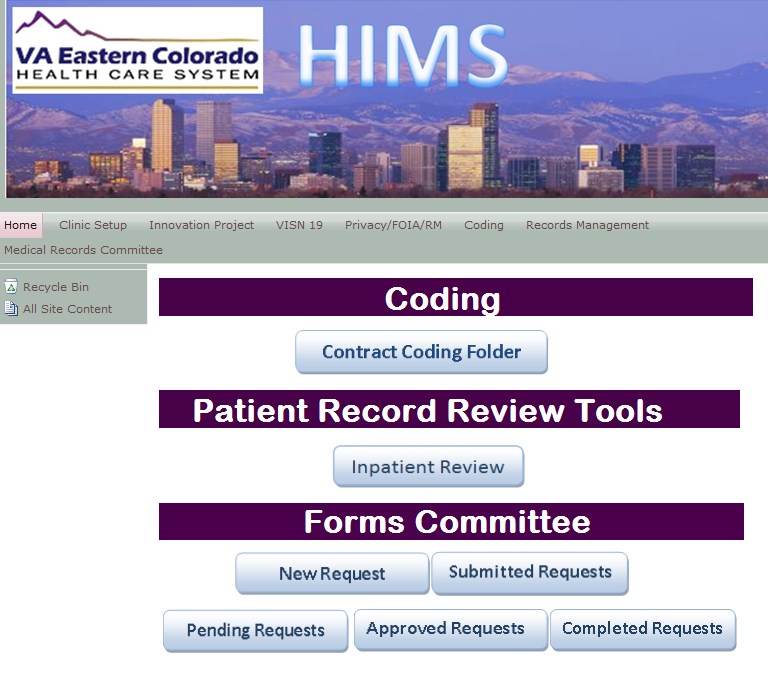 VA Eastern Colorado
HEALTH CARE SYSTEM
HIMS
Home Clinic Setup Innovation Project VISN 19 Privacy/FOIA/RM Coding Records Management
Medical Records Committee
Recycle Bin
All Site Content
Coding
Contract Coding Folder
Patient Record Review Tools
Inpatient Review
Forms Committee
New Request Submitted Requests
Pending Requests Approved Requests Completed Requests